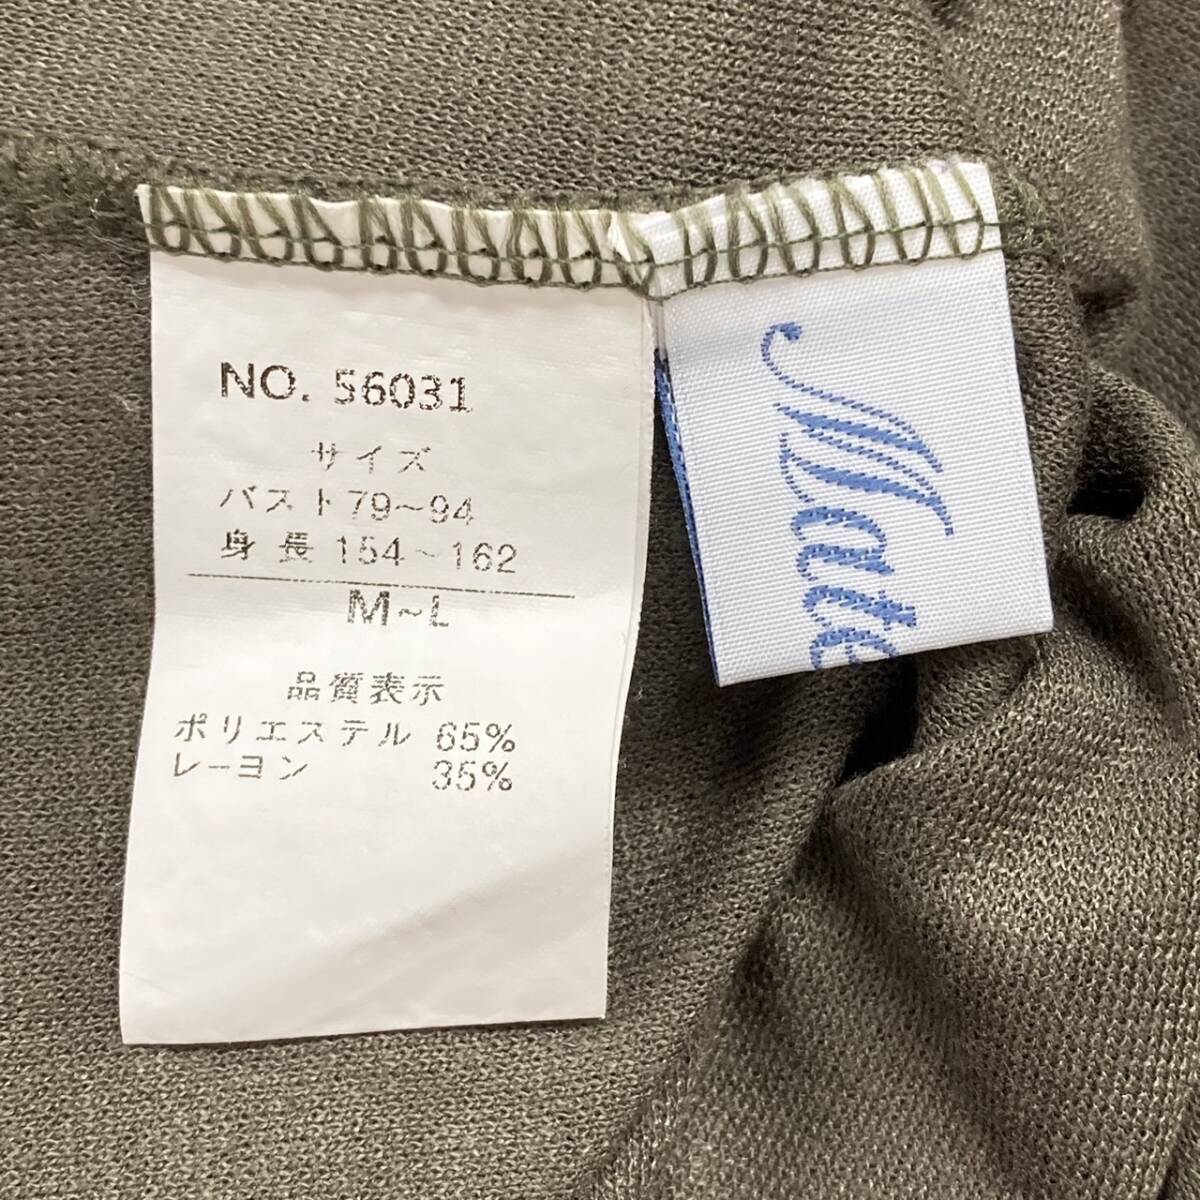 NO. 56031
サイズ
バスト79~94
身長154~162
M~L
品質表示
ポリエステル 65%
レーヨン 35%
Mate